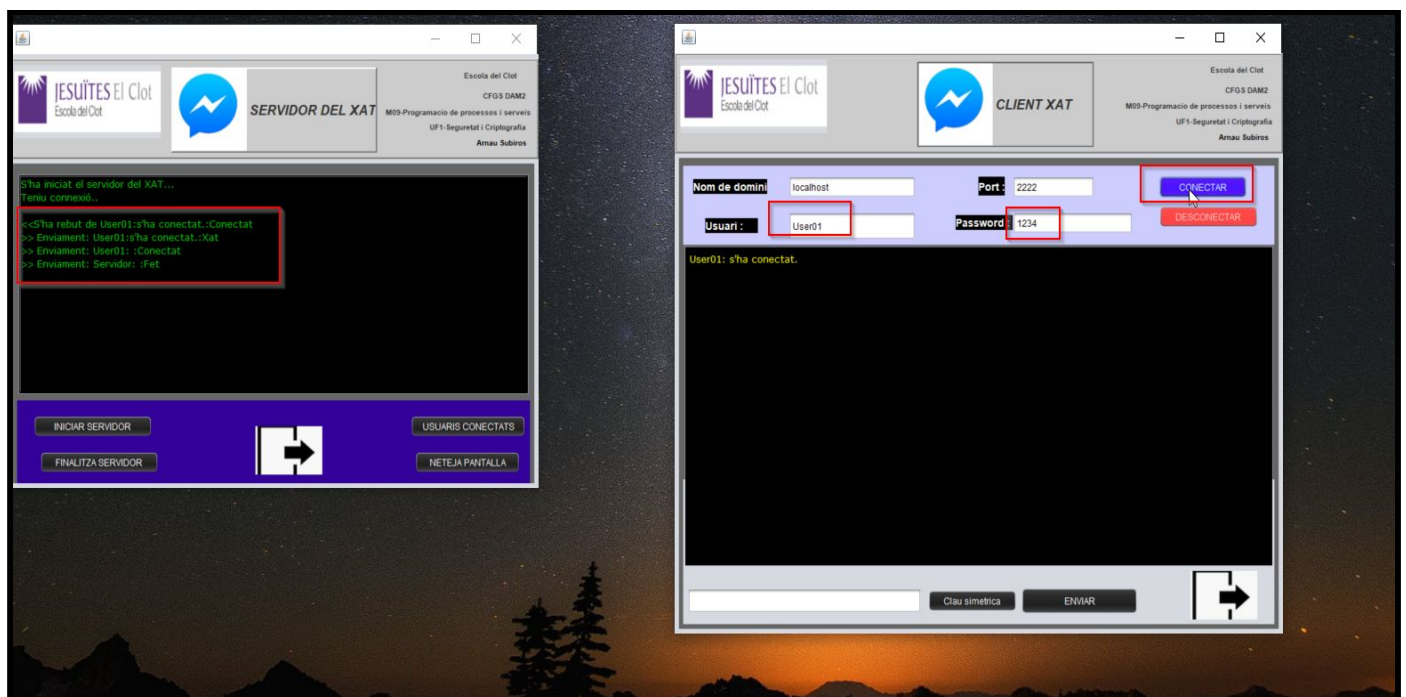 JESUÏTES El Clot
Escola del Clot
SERVIDOR DEL XAT
Escola del Clot
CFGS DAM2
M09-Programacio de processos i serveis
UF1-Seguretat i Criptografia
Arnau Subiros
S'ha iniciat el servidor del XAT...
Teniu connexió..
<<S'ha rebut de User01:s'ha conectat.:Conectat
>> Enviament: User01:s'ha conectat.:Xat
>> Enviament: User01: :Conectat
>> Enviament: Servidor: :Fet
INICIAR SERVIDOR
USUARIS CONECTATS
FINALITZA SERVIDOR
NETEJA PANTALLA
JESUÏTES El Clot
Escola del Clot
CLIENT XAT
Escola del Clot
CFGS DAM2
M09-Programacio de processos i serveis
UF1-Seguretat i Criptografia
Arnau Subiros
Nom de domini localhost Port : 2222 CONECTAR
Usuari : User01 Password : 1234 DESCONECTAR
User01: s'ha conectat.
Clau simetrica ENVIAR